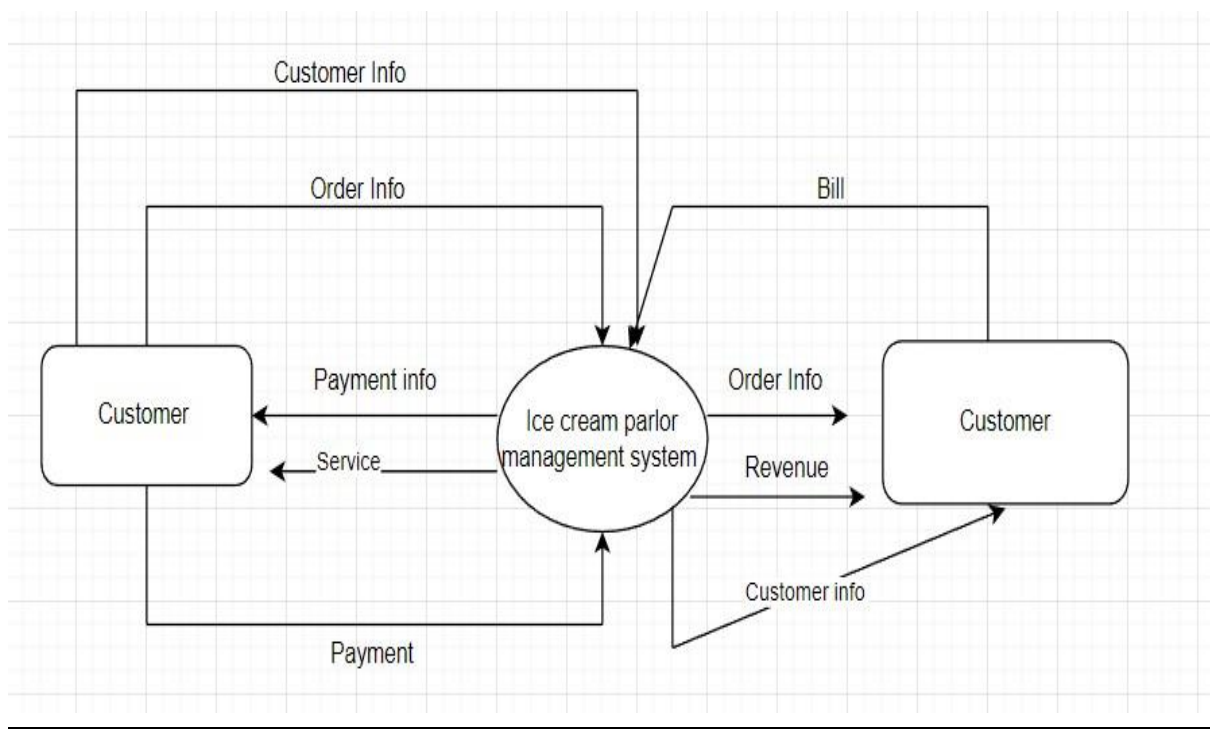 Customer Info
Order Info
Bill
Payment info
Order Info
Customer
Ice cream parlor
management system
Customer
Service
Revenue
Customer info
Payment